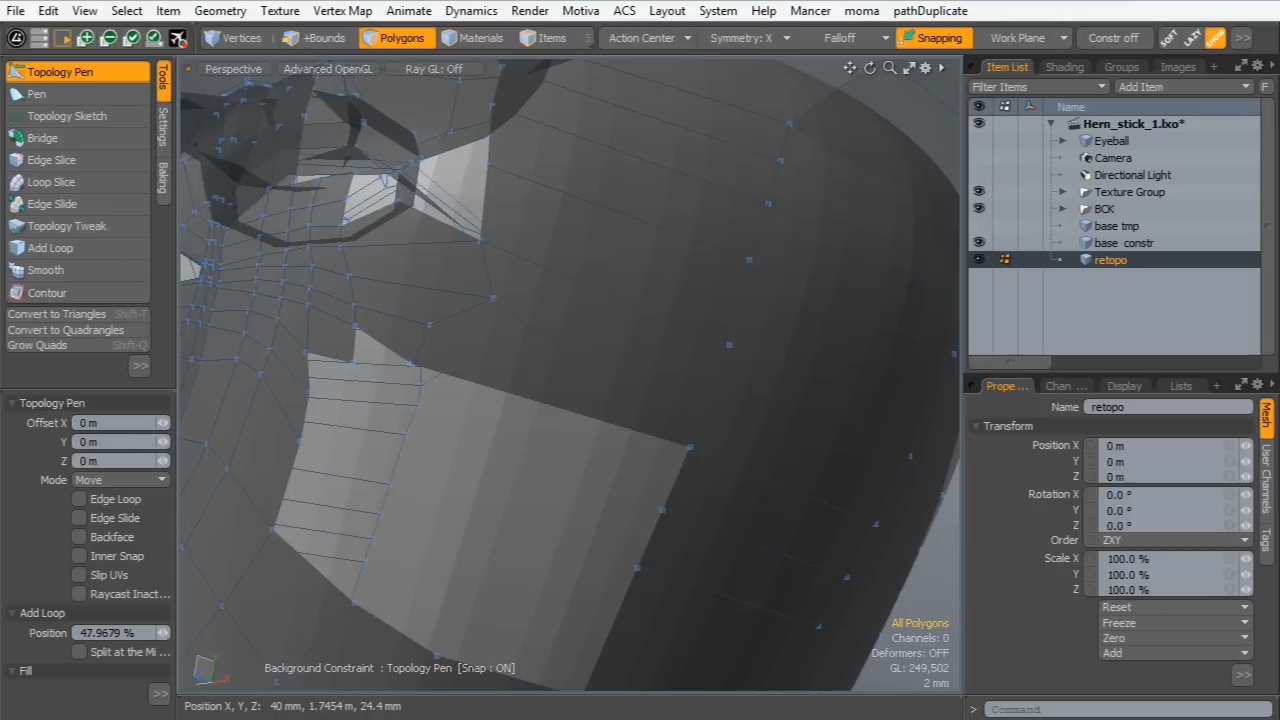 File Edit View Select Item Geometry Texture Vertex Map Animate Dynamics Render Motiva ACS Layout System Help Mancer moma pathDuplicate
Vertices +Bounds Polygons Materials Items Action Center Symmetry: X Falloff Snapping Work Plane Constr off SOFT LAZY SHOW >>
Topology Pen
Pen
Topology Sketch
Bridge
Edge Slice
Loop Slice
Edge Slide
Topology Tweak
Add Loop
Smooth
Contour
Convert to Triangles Shift-T
Convert to Quadrangles
Grow Quads Shift-Q
>>
Tools
Settings
Baking
Topology Pen
Offset X 0 m
Y 0 m
Z 0 m
Mode Move
Edge Loop
Edge Slide
Backface
Inner Snap
Slip UVs
Raycast Inact...
Add Loop
Position 47.9679 %
Split at the Mi ...
Fill
>>
Perspective Advanced OpenGL Ray GL: Off
All Polygons
Channels: 0
Deformers: OFF
GL: 249,502
2 mm
Background Constraint : Topology Pen [Snap : ON]
Position X, Y, Z: 40 mm, 1.7454 m, 24.4 mm
Item List Shading Groups Images +
Filter Items Add Item F
Name
Hern_stick_1.lxo*
Eyeball
Camera
Directional Light
Texture Group
BCK
base tmp
base constr
retopo
Prope ... Chan ... Display Lists +
Name retopo
Transform
Position X 0 m
Y 0 m
Z 0 m
Rotation X 0.0 °
Y 0.0 °
Z 0.0 °
Order ZXY
Scale X 100.0 %
Y 100.0 %
Z 100.0 %
Reset
Freeze
Zero
Add
>>
Mesh
User Channels
Tags
> Command